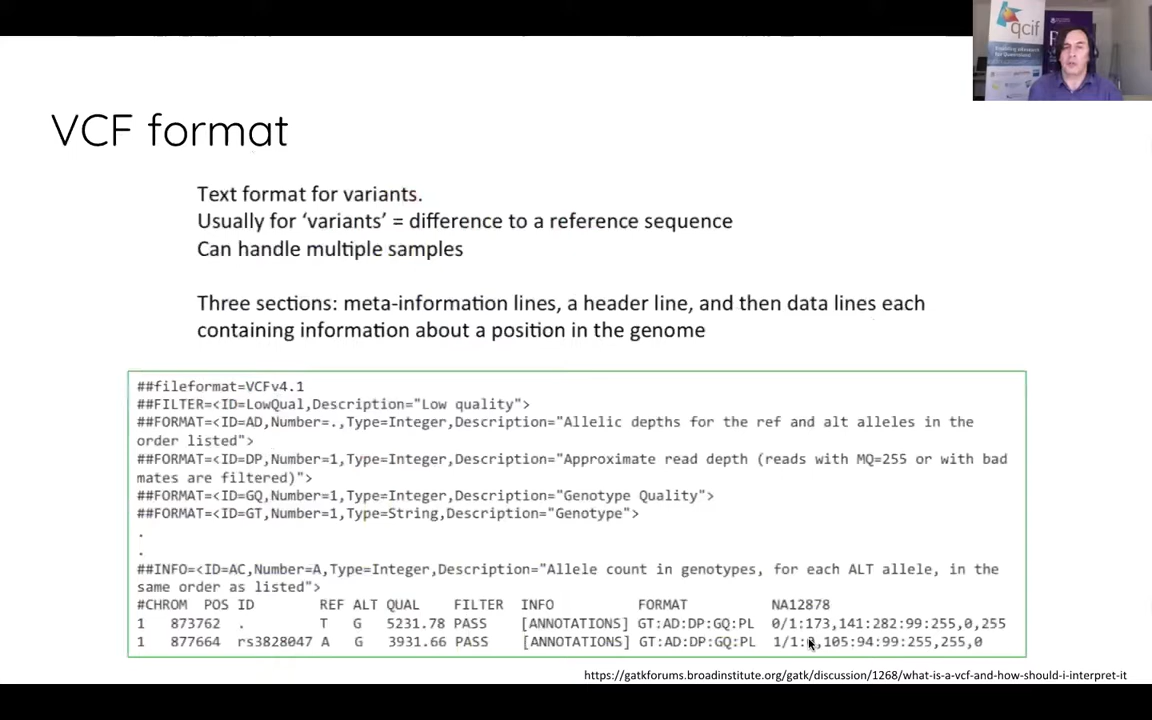 qcif
VCF format
Text format for variants.
Usually for ‘variants’ = difference to a reference sequence
Can handle multiple samples
Three sections: meta-information lines, a header line, and then data lines each
containing information about a position in the genome
##fileformat=VCFv4.1
##FILTER=<ID=LowQual,Description="Low quality">
##FORMAT=<ID=AD,Number=.,Type=Integer,Description="Allelic depths for the ref and alt alleles in the
order listed">
##FORMAT=<ID=DP,Number=1,Type=Integer,Description="Approximate read depth (reads with MQ=255 or with bad
mates are filtered)">
##FORMAT=<ID=GQ,Number=1,Type=Integer,Description="Genotype Quality">
##FORMAT=<ID=GT,Number=1,Type=String,Description="Genotype">
.
.
##INFO=<ID=AC,Number=A,Type=Integer,Description="Allele count in genotypes, for each ALT allele, in the
same order as listed">
#CHROM POS ID REF ALT QUAL FILTER INFO FORMAT NA12878
1 873762 . T G 5231.78 PASS [ANNOTATIONS] GT:AD:DP:GQ:PL 0/1:173,141:282:99:255,0,255
1 877664 rs3828047 A G 3931.66 PASS [ANNOTATIONS] GT:AD:DP:GQ:PL 1/1: ,105:94:99:255,255,0
https://gatkforums.broadinstitute.org/gatk/discussion/1268/what-is-a-vcf-and-how-should-i-interpret-it